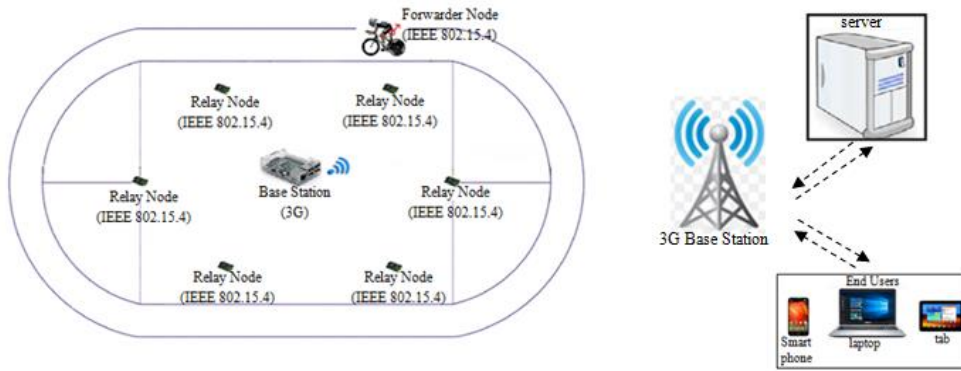 Forwarder Node
(IEEE 802.15.4)
Relay Node
(IEEE 802.15.4)
Relay Node
(IEEE 802.15.4)
Relay Node
(IEEE 802.15.4)
Base Station
(3G)
Relay Node
(IEEE 802.15.4)
Relay Node
(IEEE 802.15.4)
Relay Node
(IEEE 802.15.4)
server
3G Base Station
End Users
Smart
phone
laptop
tab